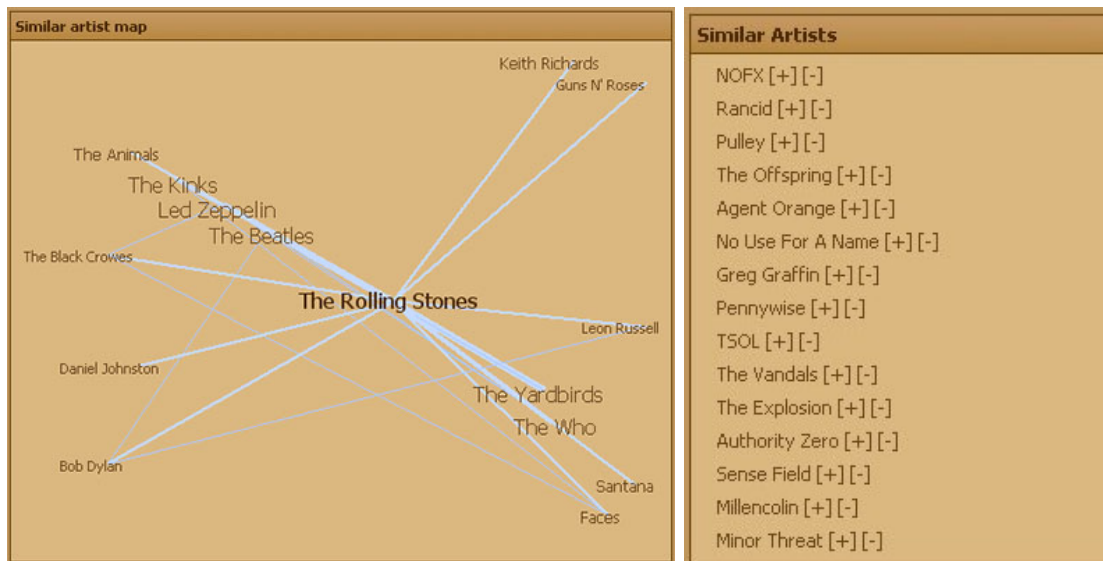 Similar artist map
Keith Richards
Guns N' Roses
The Animals
The Kinks
Led Zeppelin
The Beatles
The Black Crowes
The Rolling Stones
Leon Russell
Daniel Johnston
The Yardbirds
The Who
Bob Dylan
Santana
Faces
Similar Artists
NOFX [+] [-]
Rancid [+] [-]
Pulley [+] [-]
The Offspring [+] [-]
Agent Orange [+] [-]
No Use For A Name [+] [-]
Greg Graffin [+] [-]
Pennywise [+] [-]
TSOL [+] [-]
The Vandals [+] [-]
The Explosion [+] [-]
Authority Zero [+] [-]
Sense Field [+] [-]
Millencolin [+] [-]
Minor Threat [+] [-]